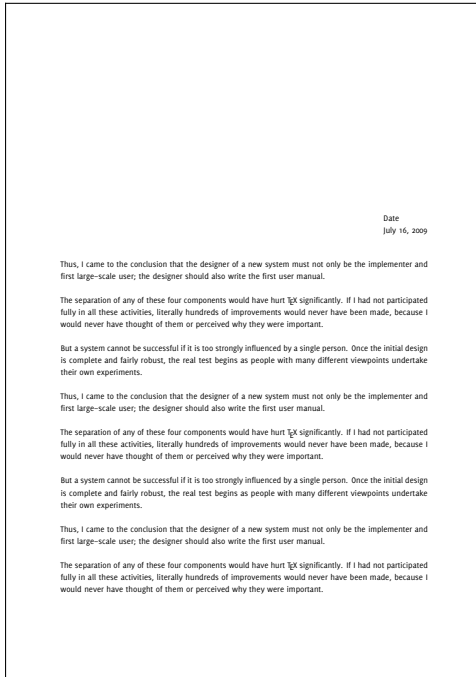 Date
July 16, 2009
Thus, I came to the conclusion that the designer of a new system must not only be the implementer and
first large-scale user; the designer should also write the first user manual.
The separation of any of these four components would have hurt TEX significantly. If I had not participated
fully in all these activities, literally hundreds of improvements would never have been made, because I
would never have thought of them or perceived why they were important.
But a system cannot be successful if it is too strongly influenced by a single person. Once the initial design
is complete and fairly robust, the real test begins as people with many different viewpoints undertake
their own experiments.
Thus, I came to the conclusion that the designer of a new system must not only be the implementer and
first large-scale user; the designer should also write the first user manual.
The separation of any of these four components would have hurt TEX significantly. If I had not participated
fully in all these activities, literally hundreds of improvements would never have been made, because I
would never have thought of them or perceived why they were important.
But a system cannot be successful if it is too strongly influenced by a single person. Once the initial design
is complete and fairly robust, the real test begins as people with many different viewpoints undertake
their own experiments.
Thus, I came to the conclusion that the designer of a new system must not only be the implementer and
first large-scale user; the designer should also write the first user manual.
The separation of any of these four components would have hurt TEX significantly. If I had not participated
fully in all these activities, literally hundreds of improvements would never have been made, because I
would never have thought of them or perceived why they were important.